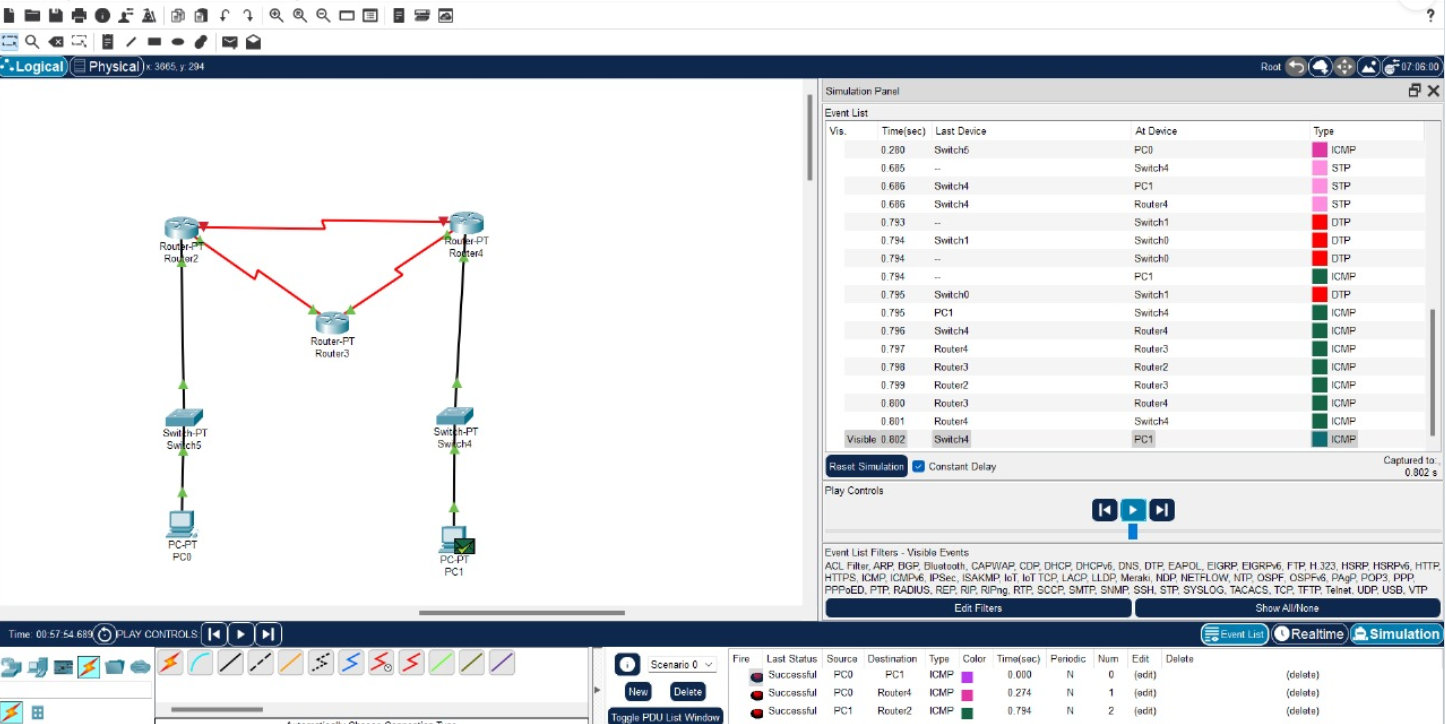 ?
Logical Physical x: 3665, y: 294 Root 07:06:00
Simulation Panel
Event List
Vis. Time(sec) Last Device At Device Type
0.280 Switch5 PC0 ICMP
0.685 -- Switch4 STP
0.686 Switch4 PC1 STP
0.686 Switch4 Router4 STP
0.793 -- Switch1 DTP
0.794 Switch1 Switch0 DTP
0.794 -- Switch0 DTP
0.794 -- PC1 ICMP
0.795 Switch0 Switch1 DTP
0.795 PC1 Switch4 ICMP
0.796 Switch4 Router4 ICMP
0.797 Router4 Router3 ICMP
0.798 Router3 Router2 ICMP
0.799 Router2 Router3 ICMP
0.800 Router3 Router4 ICMP
0.801 Router4 Switch4 ICMP
Visible 0.802 Switch4 PC1 ICMP
Reset Simulation Constant Delay Captured to:
0.802 s
Play Controls
Event List Filters - Visible Events
ACL Filter, ARP, BGP, Bluetooth, CAPWAP, CDP, DHCP, DHCPv6, DNS, DTP, EAPOL, EIGRP, EIGRPv6, FTP, H.323, HSRP, HSRPv6, HTTP,
HTTPS, ICMP, ICMPv6, IPSec, ISAKMP, IoT, IoT TCP, LACP, LLDP, Meraki, NDP, NETFLOW, NTP, OSPF, OSPFv6, PAgP, POP3, PPP,
PPPoED, PTP, RADIUS, REP, RIP, RIPng, RTP, SCCP, SMTP, SNMP, SSH, STP, SYSLOG, TACACS, TCP, TFTP, Telnet, UDP, USB, VTP
Edit Filters Show All/None
Router-PT
Router2
Router-PT
Router4
Router-PT
Router3
Switch-PT
Switch5
Switch-PT
Switch4
PC-PT
PC0
PC-PT
PC1
Time: 00:57:54.689 PLAY CONTROLS: Event List Realtime Simulation
Scenario 0
New Delete
Toggle PDU List Window
Fire Last Status Source Destination Type Color Time(sec) Periodic Num Edit Delete
Successful PC0 PC1 ICMP 0.000 N 0 (edit) (delete)
Successful PC0 Router4 ICMP 0.274 N 1 (edit) (delete)
Successful PC1 Router2 ICMP 0.794 N 2 (edit) (delete)
Automatically Choose Connection Type